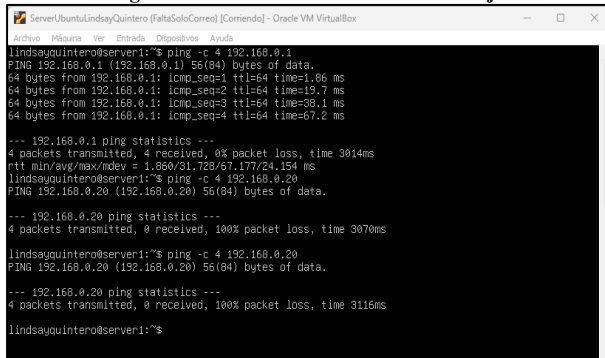 ServerUbuntuLindsayQuintero (FaltaSoloCorreo) [Corriendo] - Oracle VM VirtualBox
Archivo Máquina Ver Entrada Dispositivos Ayuda
lindsayquintero@server1:~$ ping -c 4 192.168.0.1
PING 192.168.0.1 (192.168.0.1) 56(84) bytes of data.
64 bytes from 192.168.0.1: icmp_seq=1 ttl=64 time=1.86 ms
64 bytes from 192.168.0.1: icmp_seq=2 ttl=64 time=19.7 ms
64 bytes from 192.168.0.1: icmp_seq=3 ttl=64 time=38.1 ms
64 bytes from 192.168.0.1: icmp_seq=4 ttl=64 time=67.2 ms
--- 192.168.0.1 ping statistics ---
4 packets transmitted, 4 received, 0% packet loss, time 3014ms
rtt min/avg/max/mdev = 1.860/31.728/67.177/24.154 ms
lindsayquintero@server1:~$ ping -c 4 192.168.0.20
PING 192.168.0.20 (192.168.0.20) 56(84) bytes of data.
--- 192.168.0.20 ping statistics ---
4 packets transmitted, 0 received, 100% packet loss, time 3070ms
lindsayquintero@server1:~$ ping -c 4 192.168.0.20
PING 192.168.0.20 (192.168.0.20) 56(84) bytes of data.
--- 192.168.0.20 ping statistics ---
4 packets transmitted, 0 received, 100% packet loss, time 3116ms
lindsayquintero@server1:~$